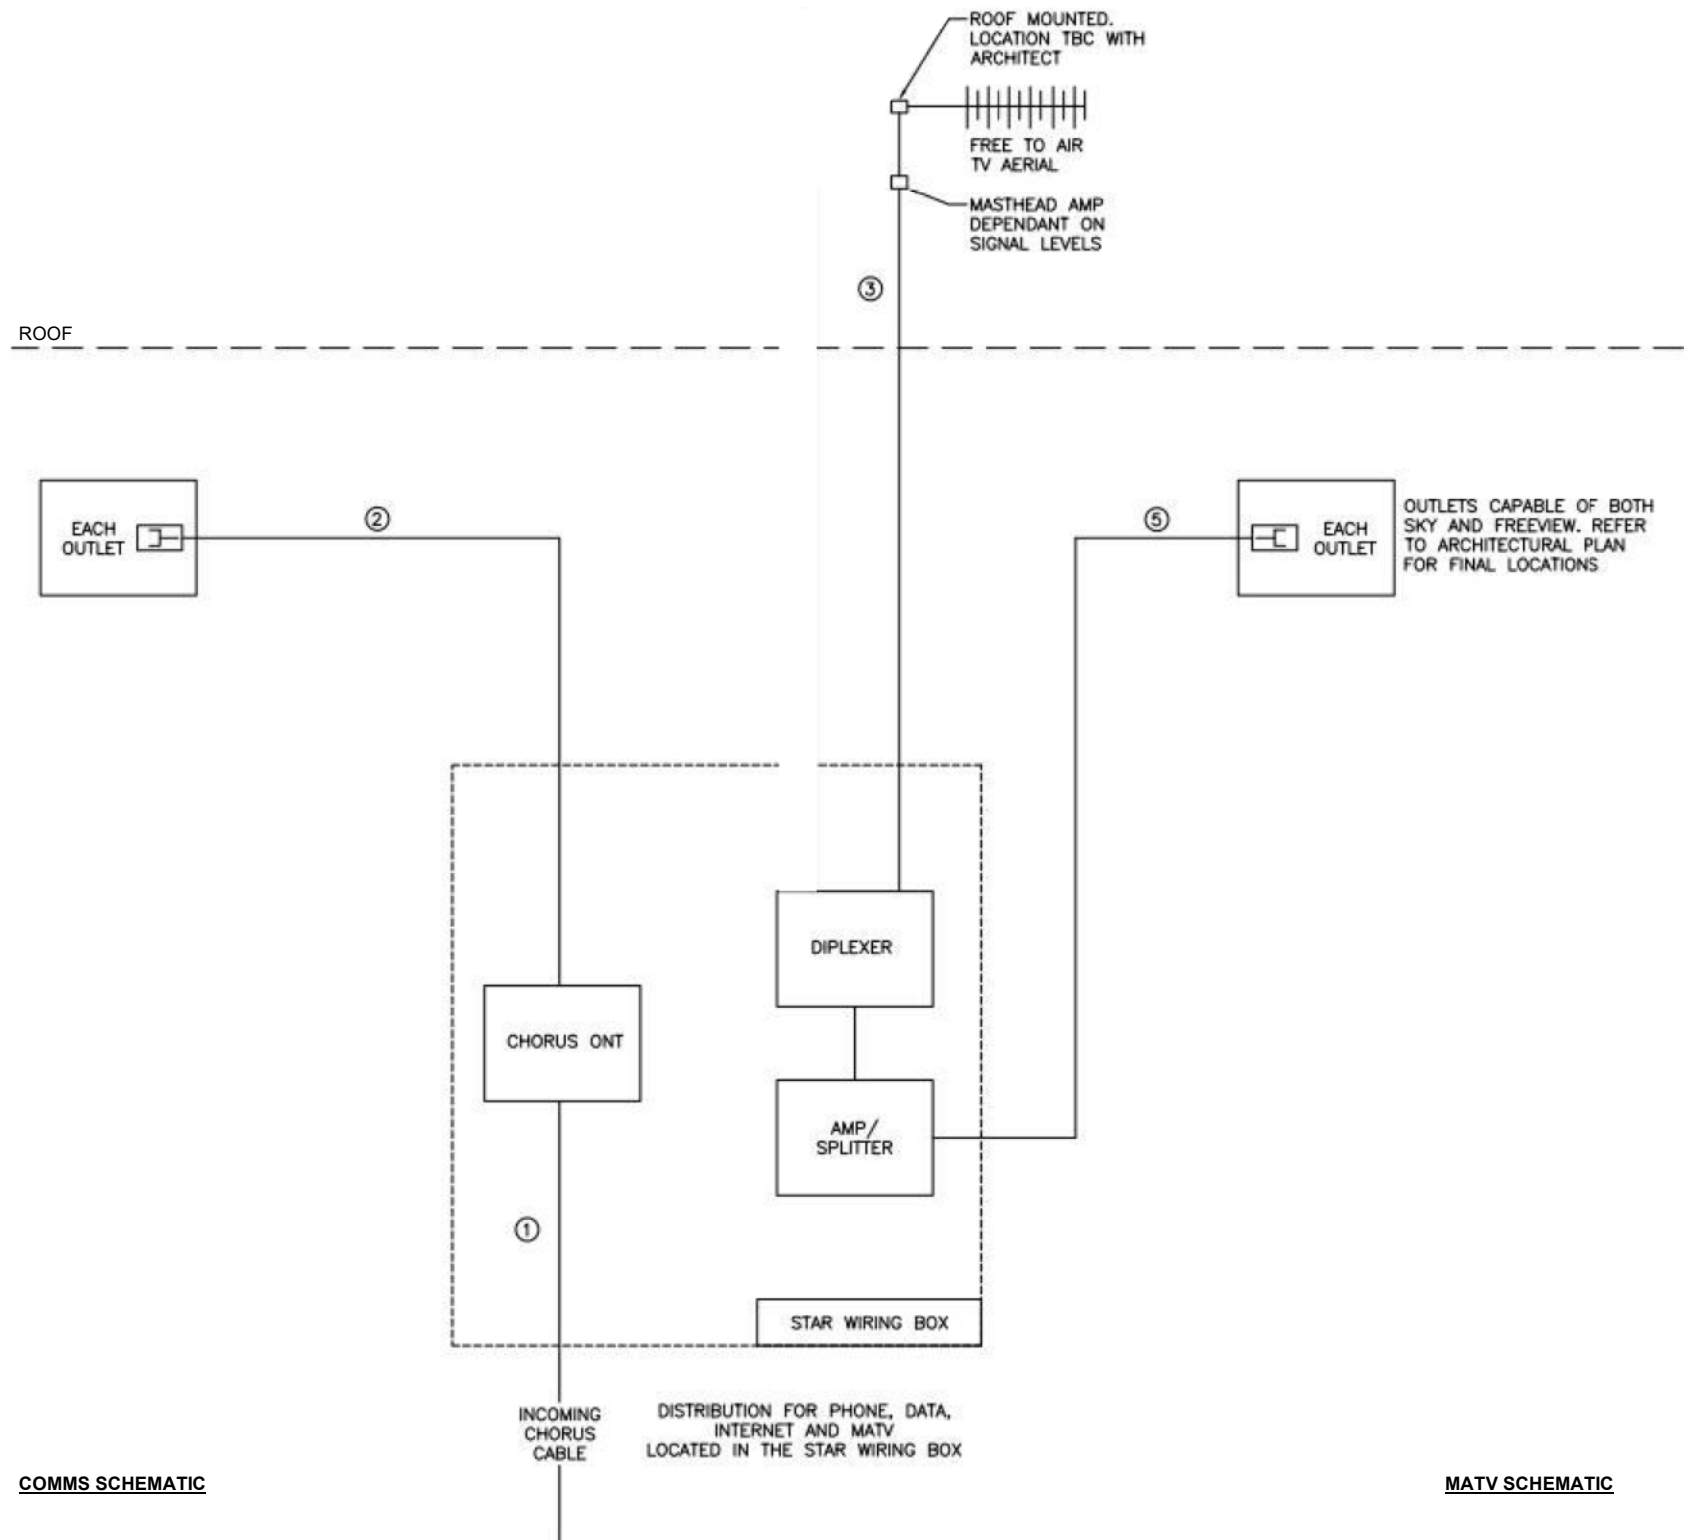 ROOF MOUNTED.
LOCATION TBC WITH
ARCHITECT
FREE TO AIR
TV AERIAL
MASTHEAD AMP
DEPENDANT ON
SIGNAL LEVELS
3
ROOF
EACH
OUTLET
2
5
EACH
OUTLET
OUTLETS CAPABLE OF BOTH
SKY AND FREEVIEW. REFER
TO ARCHITECTURAL PLAN
FOR FINAL LOCATIONS
DIPLEXER
CHORUS ONT
AMP/
SPLITTER
1
STAR WIRING BOX
INCOMING
CHORUS
CABLE
DISTRIBUTION FOR PHONE, DATA,
INTERNET AND MATV
LOCATED IN THE STAR WIRING BOX
COMMS SCHEMATIC
MATV SCHEMATIC